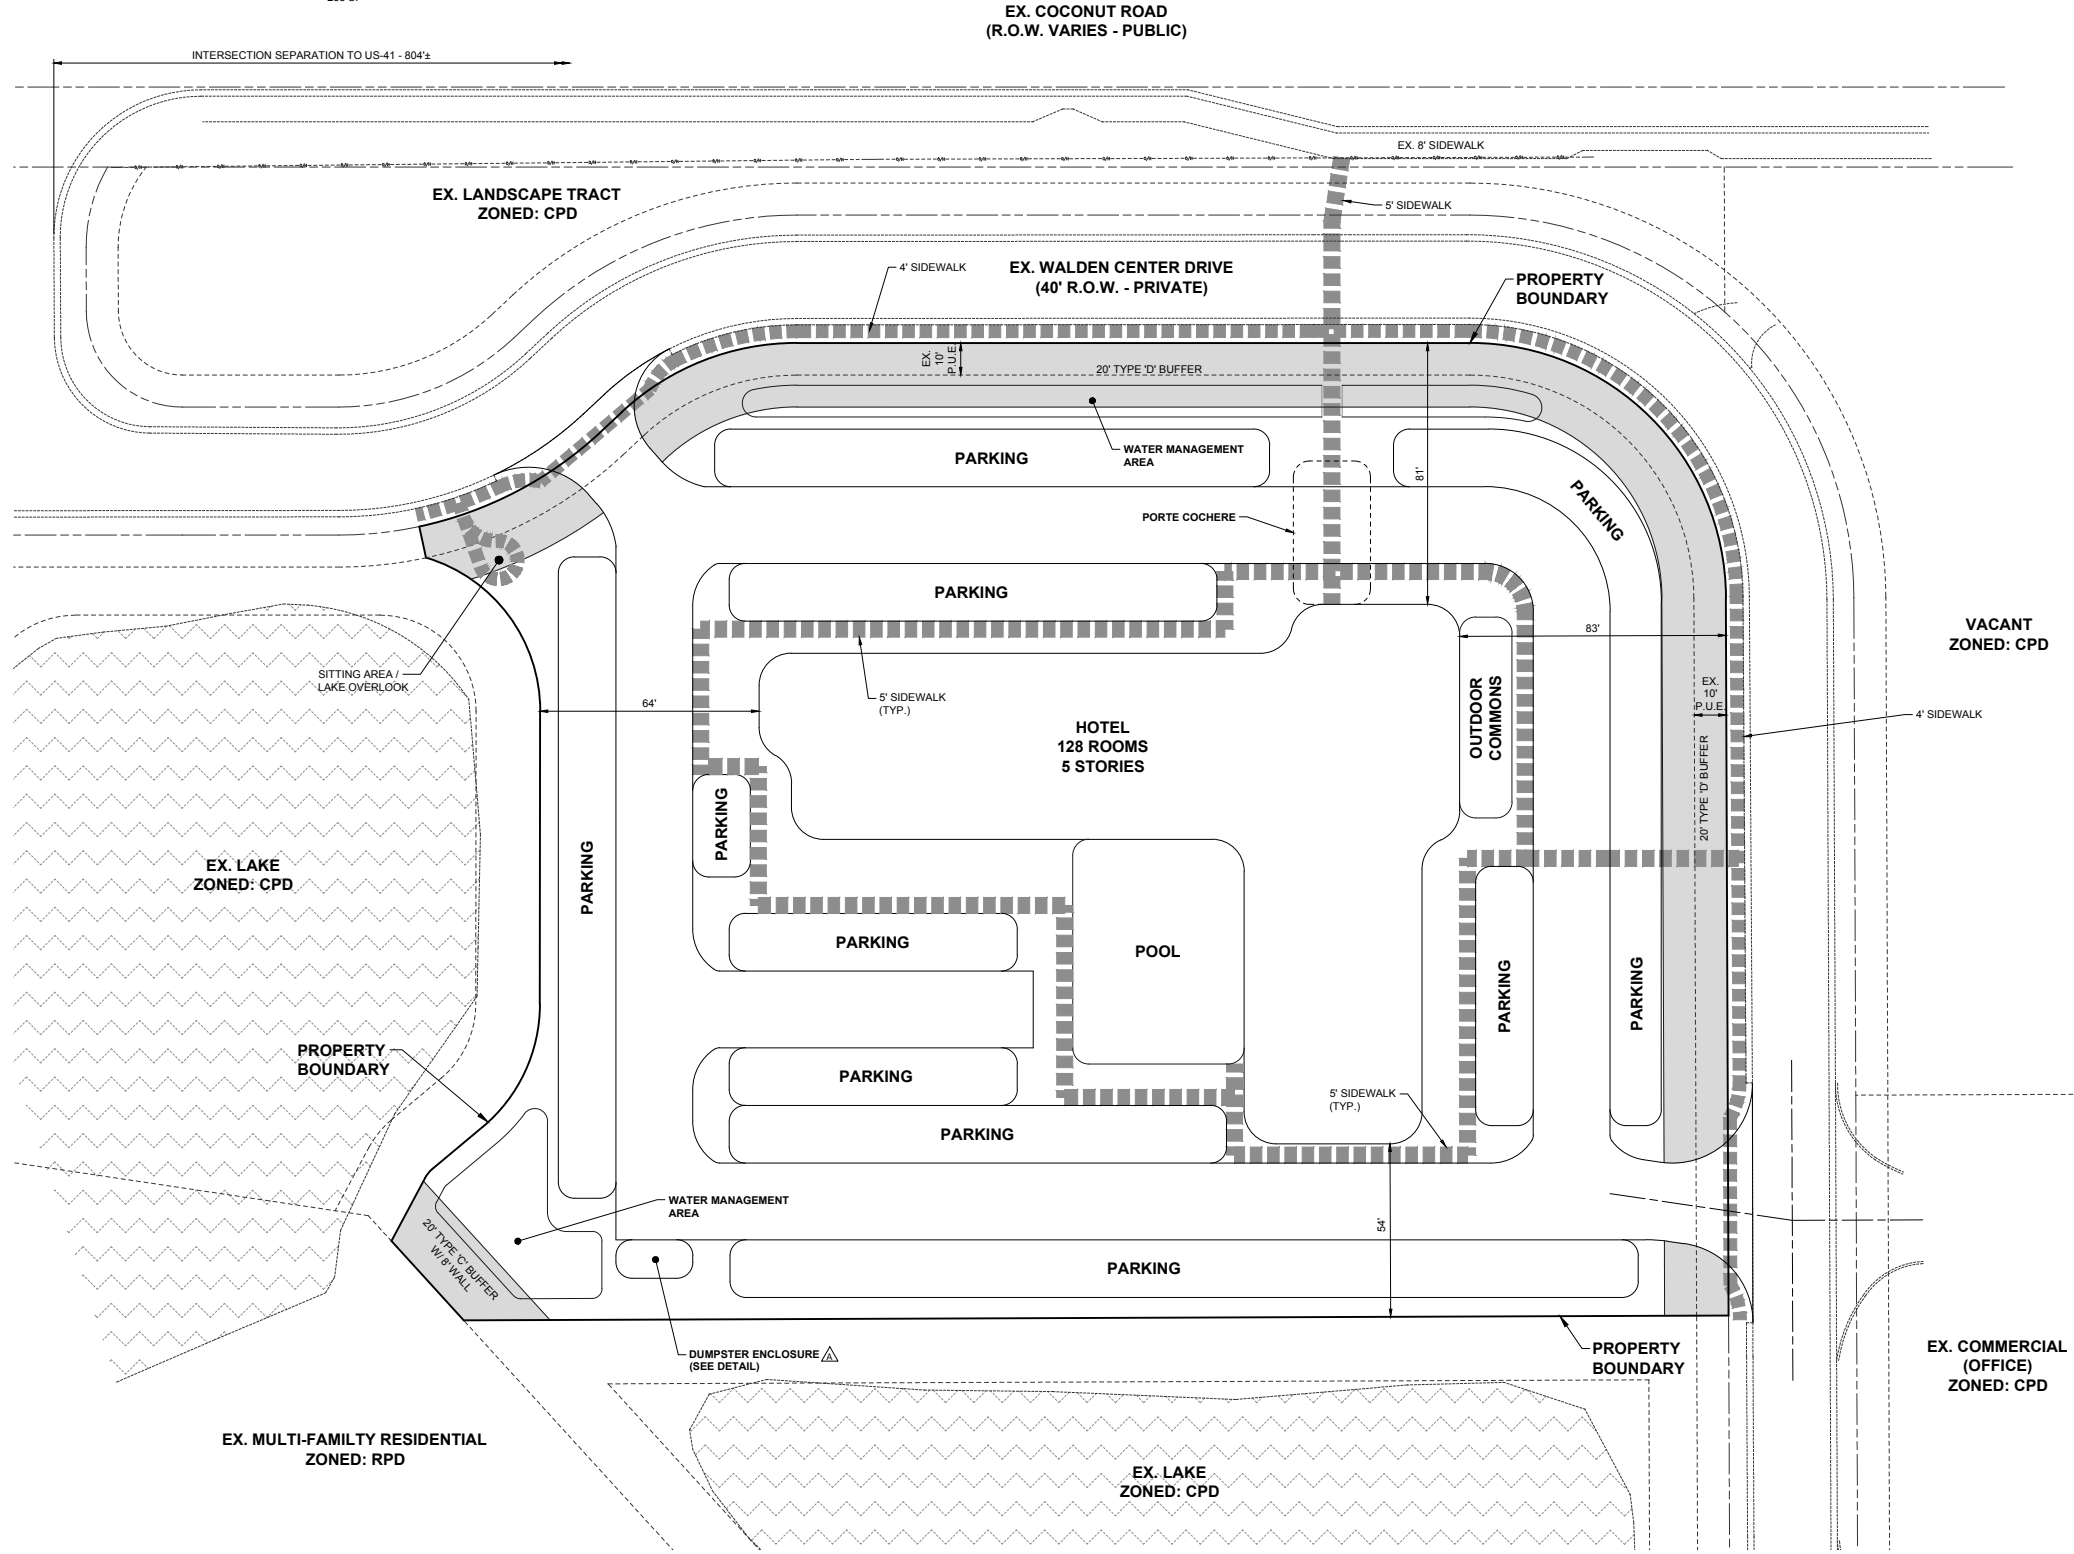 EX. COCONUT ROAD
(R.O.W. VARIES - PUBLIC)
INTERSECTION SEPARATION TO US-41 - 804'±
EX. 8' SIDEWALK
EX. LANDSCAPE TRACT
ZONED: CPD
5' SIDEWALK
4' SIDEWALK
EX. WALDEN CENTER DRIVE
(40' R.O.W. - PRIVATE)
PROPERTY
BOUNDARY
EX.
10'
P.U.E.
20' TYPE 'D' BUFFER
WATER MANAGEMENT
AREA
PARKING
81'
PARKING
PORTE COCHERE
PARKING
SITTING AREA /
LAKE OVERLOOK
64'
5' SIDEWALK
(TYP.)
83'
VACANT
ZONED: CPD
OUTDOOR
COMMONS
EX.
10'
P.U.E.
4' SIDEWALK
20' TYPE 'D' BUFFER
HOTEL
128 ROOMS
5 STORIES
PARKING
PARKING
EX. LAKE
ZONED: CPD
PARKING
POOL
PARKING
PARKING
PROPERTY
BOUNDARY
PARKING
5' SIDEWALK
(TYP.)
PARKING
WATER MANAGEMENT
AREA
20' TYPE 'C' BUFFER
W/ 8' WALL
54'
PARKING
DUMPSTER ENCLOSURE A
(SEE DETAIL)
PROPERTY
BOUNDARY
EX. COMMERCIAL
(OFFICE)
ZONED: CPD
EX. MULTI-FAMILTY RESIDENTIAL
ZONED: RPD
EX. LAKE
ZONED: CPD